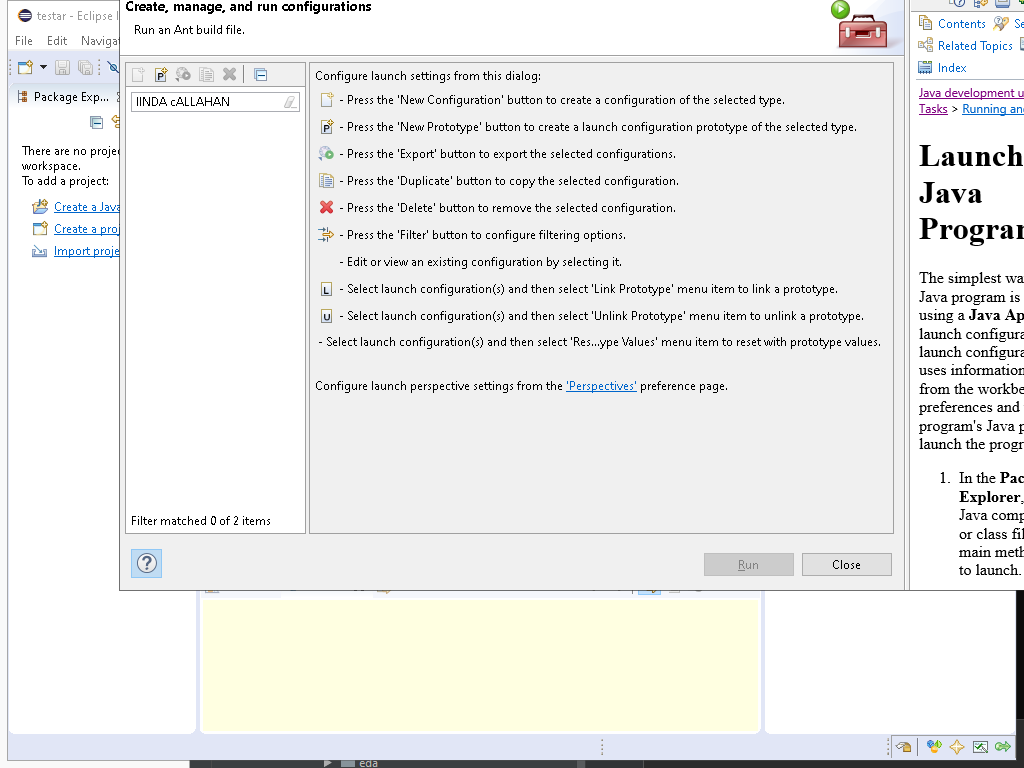 testar - Eclipse I
File Edit Navigat
Package Exp...
There are no projec
workspace.
To add a project:
Create a Java
Create a proj
Import proje
Create, manage, and run configurations
Run an Ant build file.
IINDA cALLAHAN
Filter matched 0 of 2 items
Configure launch settings from this dialog:
- Press the 'New Configuration' button to create a configuration of the selected type.
P - Press the 'New Prototype' button to create a launch configuration prototype of the selected type.
- Press the 'Export' button to export the selected configurations.
- Press the 'Duplicate' button to copy the selected configuration.
- Press the 'Delete' button to remove the selected configuration.
- Press the 'Filter' button to configure filtering options.
- Edit or view an existing configuration by selecting it.
L - Select launch configuration(s) and then select 'Link Prototype' menu item to link a prototype.
U - Select launch configuration(s) and then select 'Unlink Prototype' menu item to unlink a prototype.
- Select launch configuration(s) and then select 'Res...ype Values' menu item to reset with prototype values.
Configure launch perspective settings from the 'Perspectives' preference page.
?
Run Close
Contents Se
Related Topics
Index
Java development u
Tasks > Running and
Launch
Java
Program
The simplest wa
Java program is
using a Java Ap
launch configura
launch configura
uses information
from the workbe
preferences and
program's Java p
launch the progr
1. In the Pac
Explorer,
Java comp
or class fil
main meth
to launch.
eda